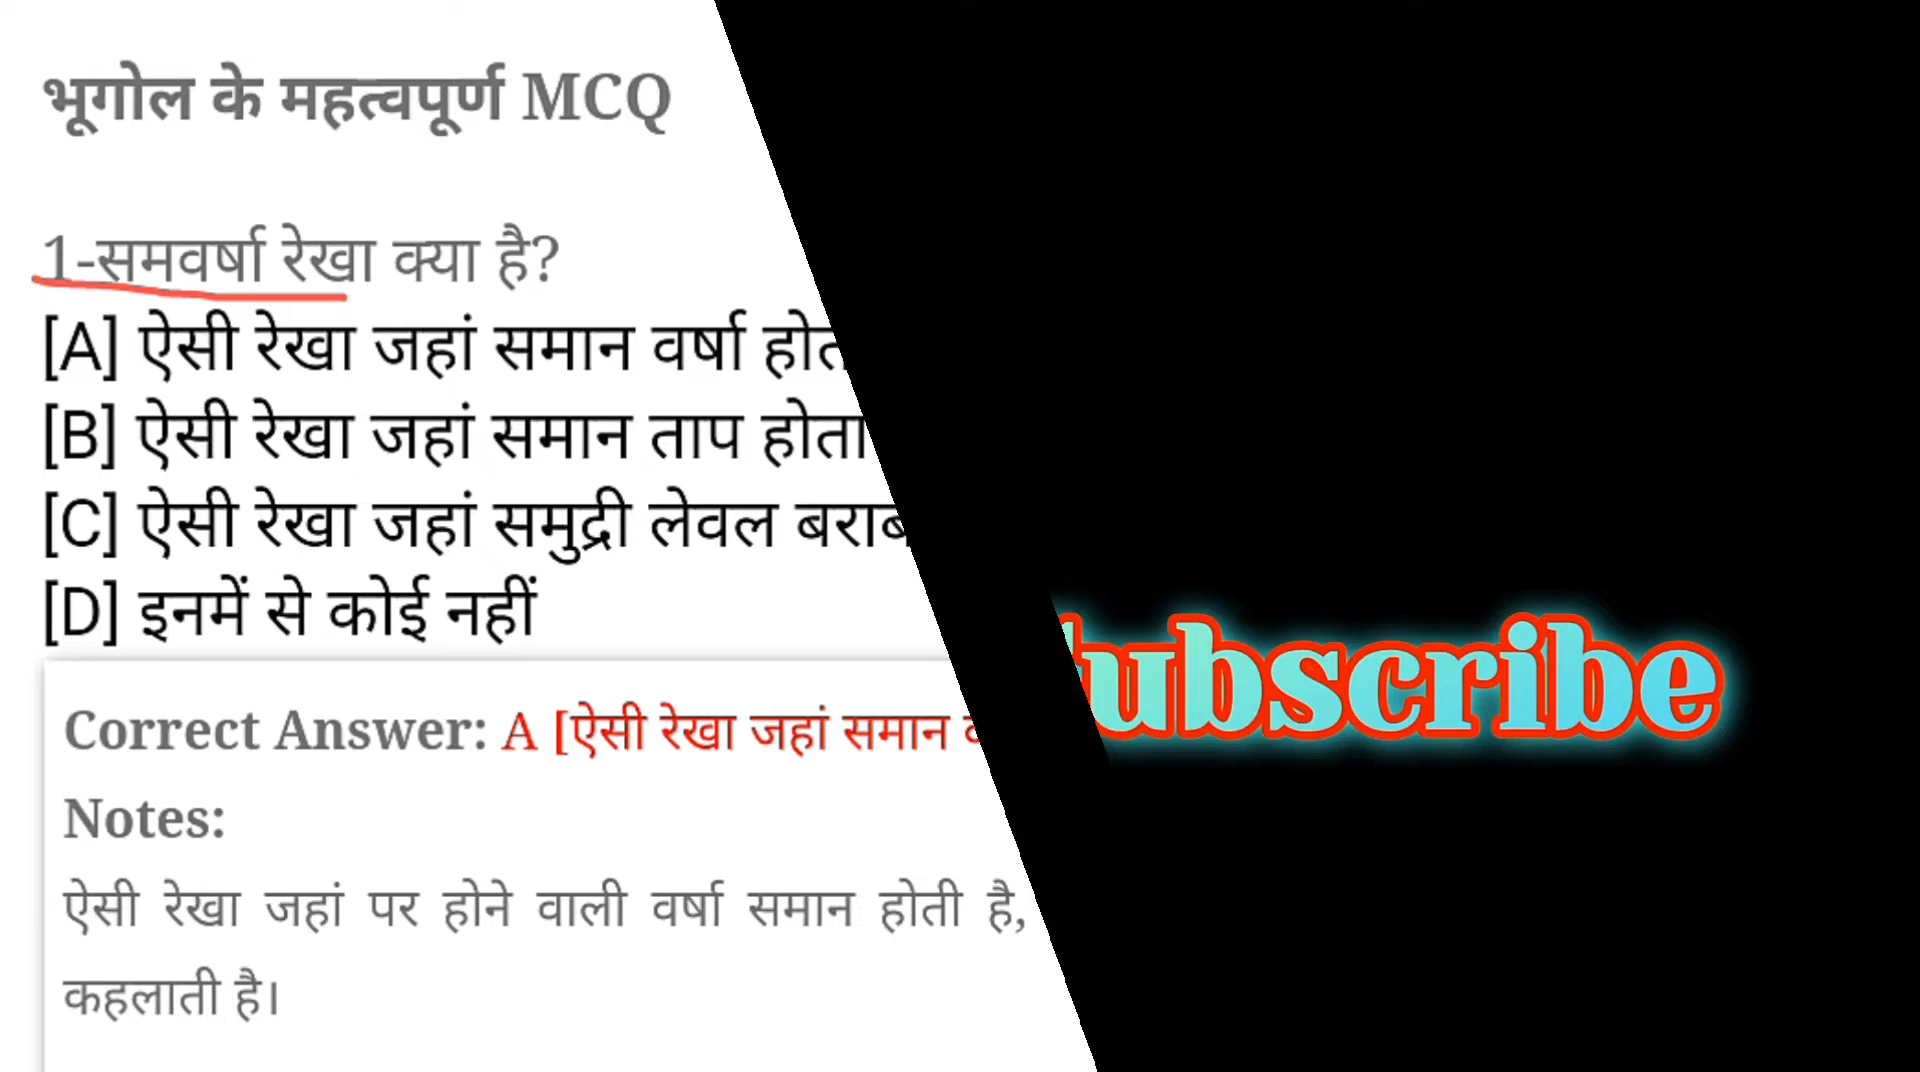 भूगोल के महत्वपूर्ण MCQ
1-समवर्षा रेखा क्या है?
[A] ऐसी रेखा जहां समान वर्षा
[B] ऐसी रेखा जहां समान ताप होता
[C] ऐसी रेखा जहां समुद्री लेवल
[D] इनमें से कोई नहीं
Correct Answer: A [ऐसी रेखा जहां समान
Notes:
ऐसी रेखा जहां पर होने वाली वर्षा समान होती है,
कहलाती है।
ubscribe